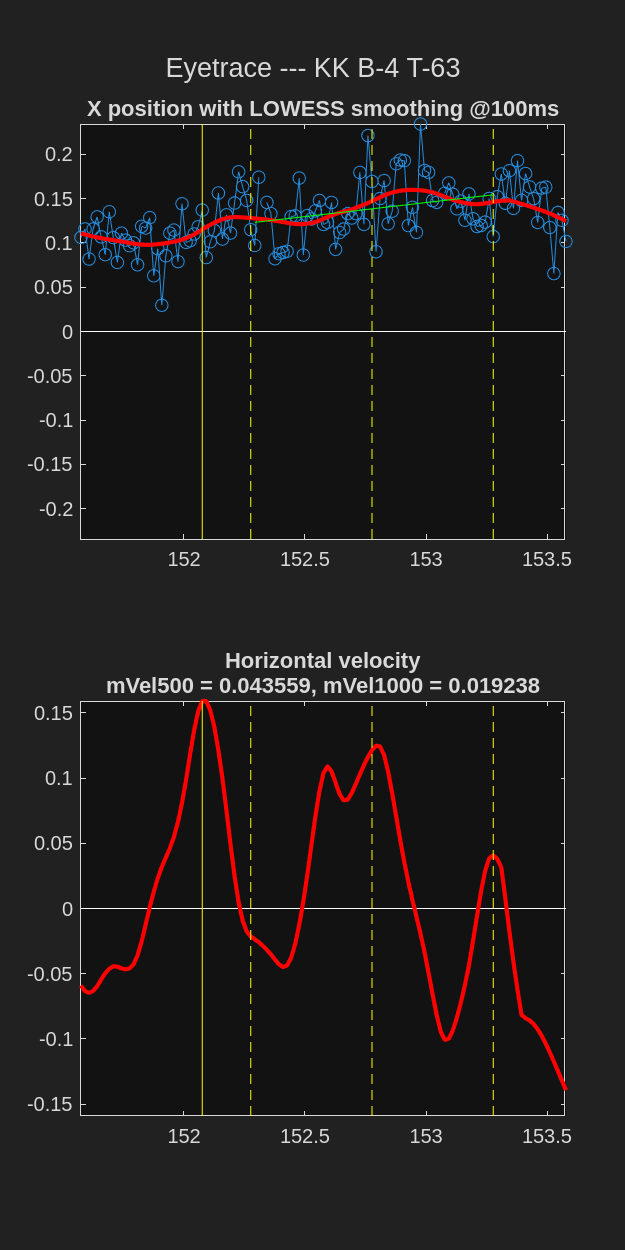 Eyetrace --- KK B-4 T-63
X position with LOWESS smoothing @100ms
0.2
0.15
0.1
0.05
0
-0.05
-0.1
-0.15
-0.2
152 152.5 153 153.5
Horizontal velocity
mVel500 = 0.043559, mVel1000 = 0.019238
0.15
0.1
0.05
0
-0.05
-0.1
-0.15
152 152.5 153 153.5